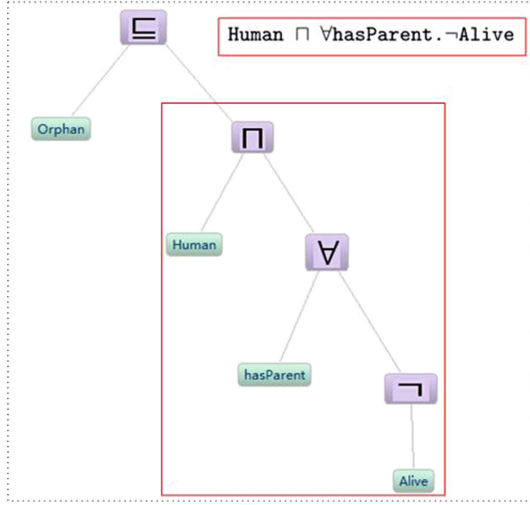 ⊑
Human ⊓ ∀hasParent.¬Alive
Orphan
⊓
Human
∀
hasParent
¬
Alive